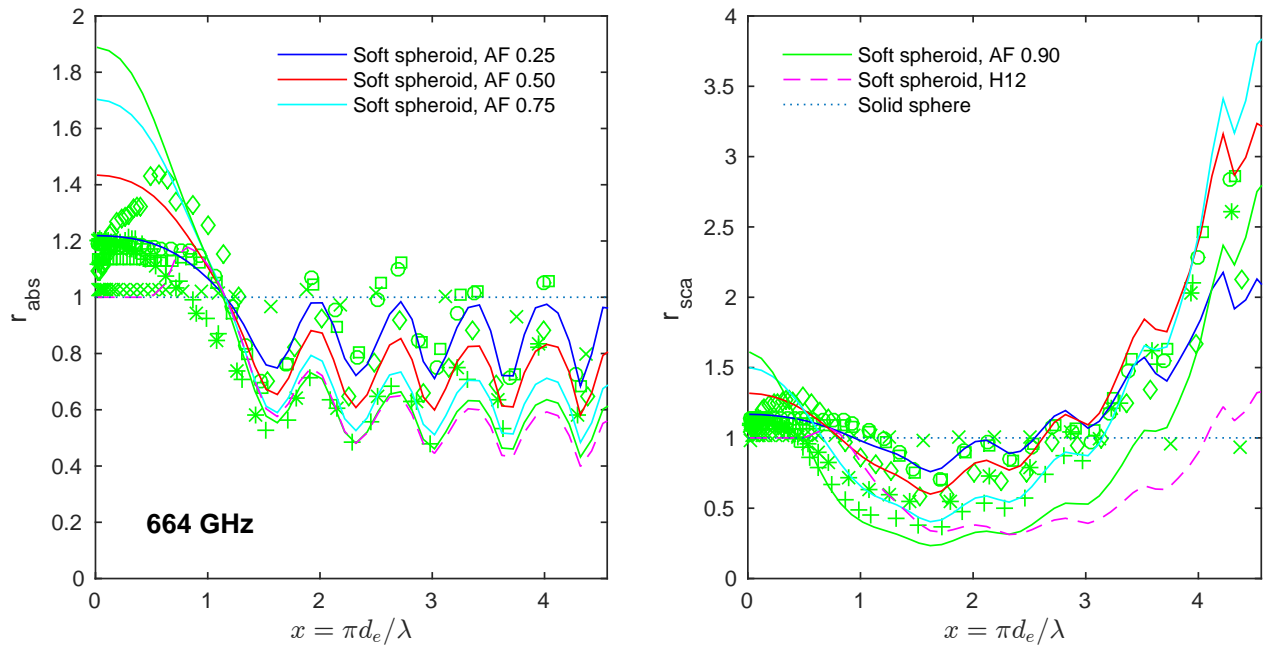 2
1.8
1.6
1.4
1.2
1
0.8
0.6
0.4
0.2
0
r_abs
Soft spheroid, AF 0.25
Soft spheroid, AF 0.50
Soft spheroid, AF 0.75
664 GHz
0 1 2 3 4
x = πd_e/λ
4
3.5
3
2.5
2
1.5
1
0.5
0
r_sca
Soft spheroid, AF 0.90
Soft spheroid, H12
Solid sphere
0 1 2 3 4
x = πd_e/λ